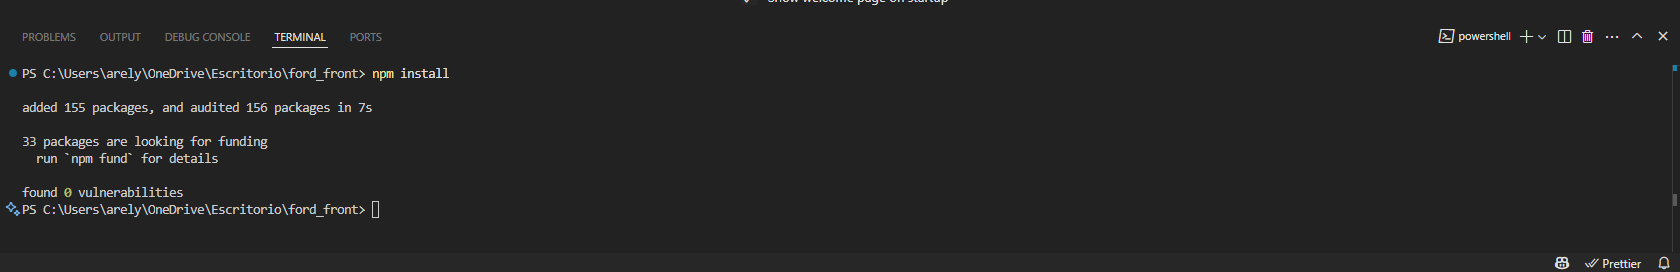 Show welcome page on startup
PROBLEMS OUTPUT DEBUG CONSOLE TERMINAL PORTS powershell
PS C:\Users\arely\OneDrive\Escritorio\ford_front> npm install
added 155 packages, and audited 156 packages in 7s
33 packages are looking for funding
run `npm fund` for details
found 0 vulnerabilities
PS C:\Users\arely\OneDrive\Escritorio\ford_front>
Prettier